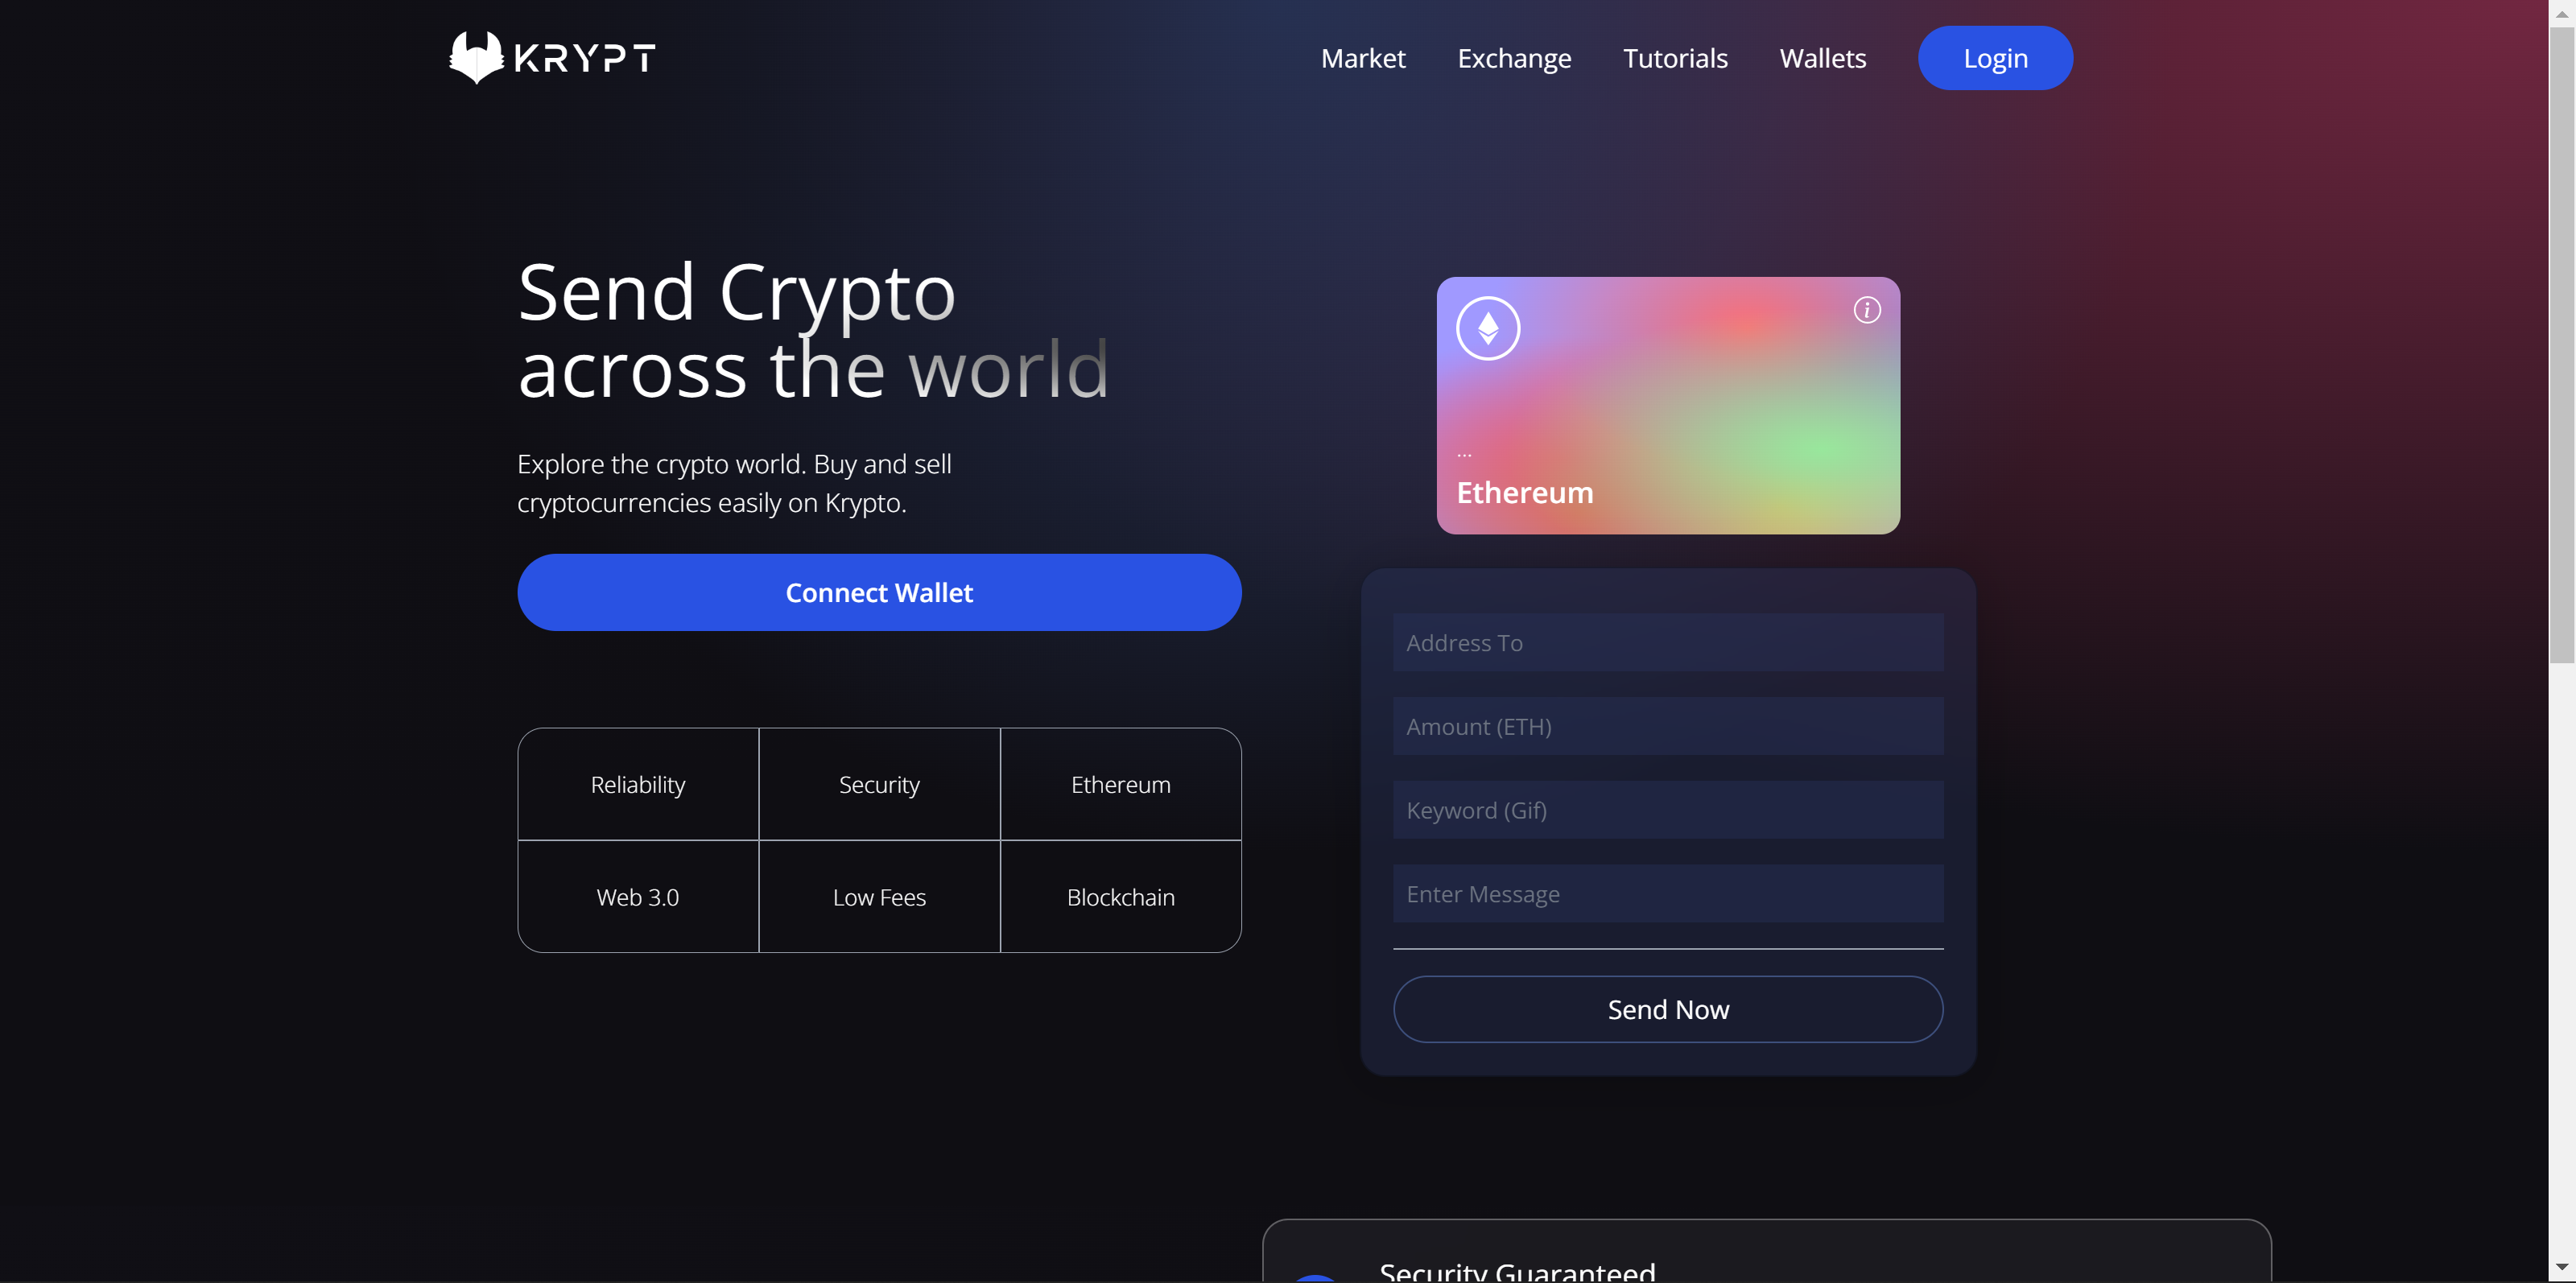 KRYPT
Market
Exchange
Tutorials
Wallets
Login
Send Crypto
across the world
Explore the crypto world. Buy and sell
cryptocurrencies easily on Krypto.
Connect Wallet
Reliability
Security
Ethereum
Web 3.0
Low Fees
Blockchain
i
...
Ethereum
Address To
Amount (ETH)
Keyword (Gif)
Enter Message
Send Now
Security Guaranteed